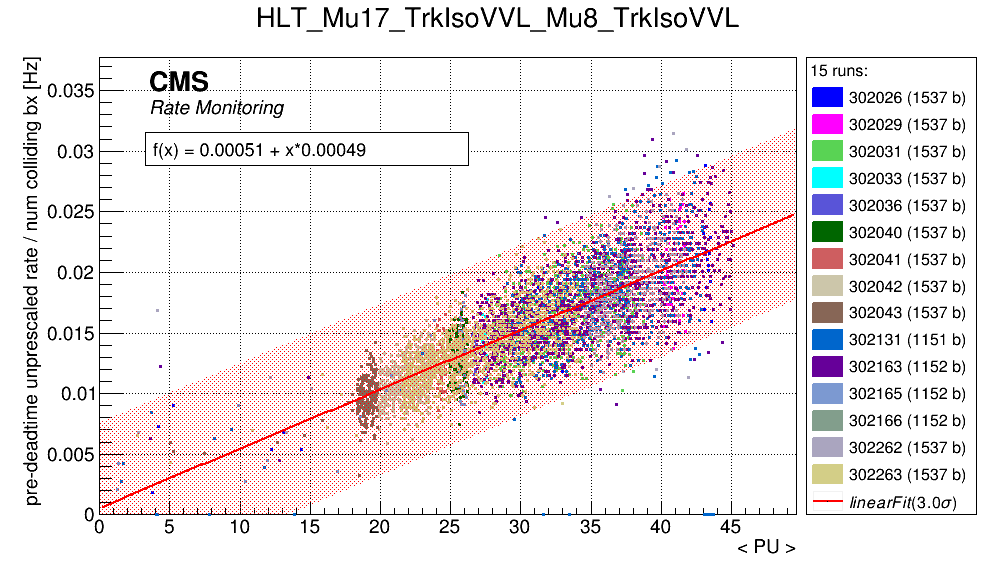 HLT_Mu17_TrkIsoVVL_Mu8_TrkIsoVVL
pre-deadtime unprescaled rate / num colliding bx [Hz]
CMS
Rate Monitoring
f(x) = 0.00051 + x*0.00049
0.035
0.03
0.025
0.02
0.015
0.01
0.005
0
0 5 10 15 20 25 30 35 40 45
< PU >
15 runs:
302026 (1537 b)
302029 (1537 b)
302031 (1537 b)
302033 (1537 b)
302036 (1537 b)
302040 (1537 b)
302041 (1537 b)
302042 (1537 b)
302043 (1537 b)
302131 (1151 b)
302163 (1152 b)
302165 (1152 b)
302166 (1152 b)
302262 (1537 b)
302263 (1537 b)
linearFit(3.0σ)